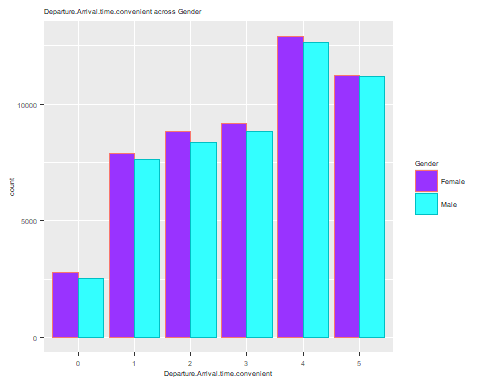 Departure.Arrival.time.convenient across Gender
10000
5000
0
count
0 1 2 3 4 5
Departure.Arrival.time.convenient
Gender
Female
Male